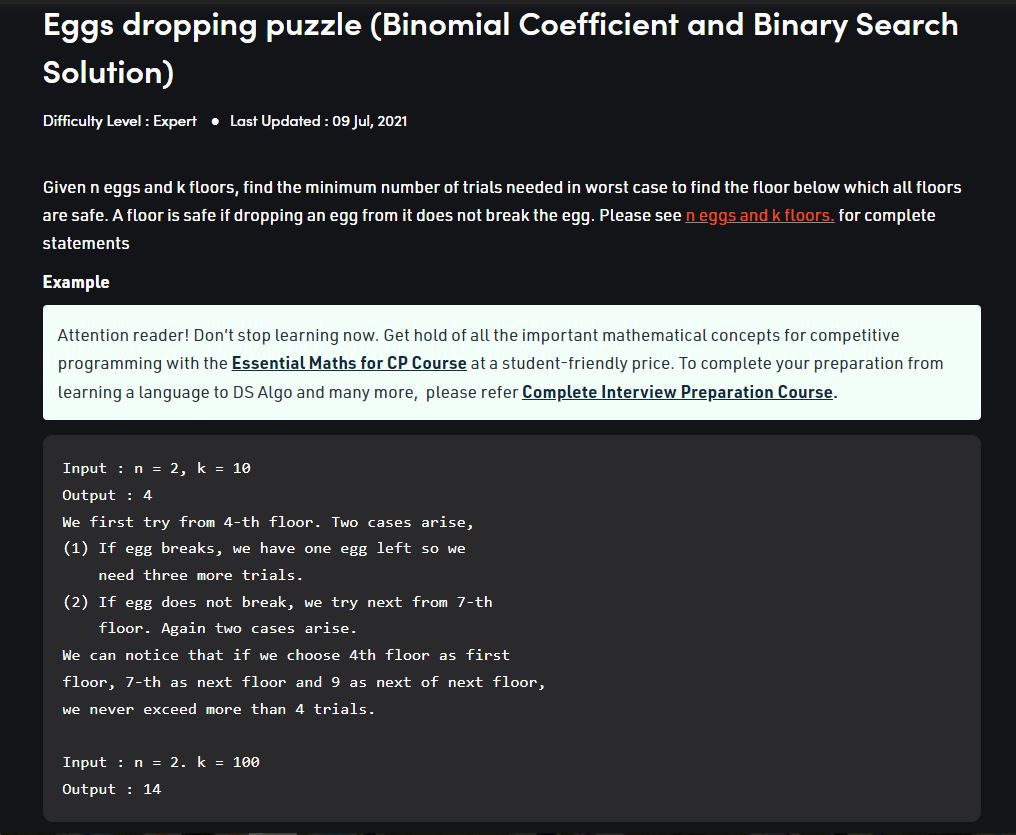 Eggs dropping puzzle (Binomial Coefficient and Binary Search
Solution)
Difficulty Level : Expert ● Last Updated : 09 Jul, 2021
Given n eggs and k floors, find the minimum number of trials needed in worst case to find the floor below which all floors
are safe. A floor is safe if dropping an egg from it does not break the egg. Please see n eggs and k floors. for complete
statements
Example
Attention reader! Don’t stop learning now. Get hold of all the important mathematical concepts for competitive
programming with the Essential Maths for CP Course at a student-friendly price. To complete your preparation from
learning a language to DS Algo and many more, please refer Complete Interview Preparation Course.
Input : n = 2, k = 10
Output : 4
We first try from 4-th floor. Two cases arise,
(1) If egg breaks, we have one egg left so we
need three more trials.
(2) If egg does not break, we try next from 7-th
floor. Again two cases arise.
We can notice that if we choose 4th floor as first
floor, 7-th as next floor and 9 as next of next floor,
we never exceed more than 4 trials.
Input : n = 2. k = 100
Output : 14